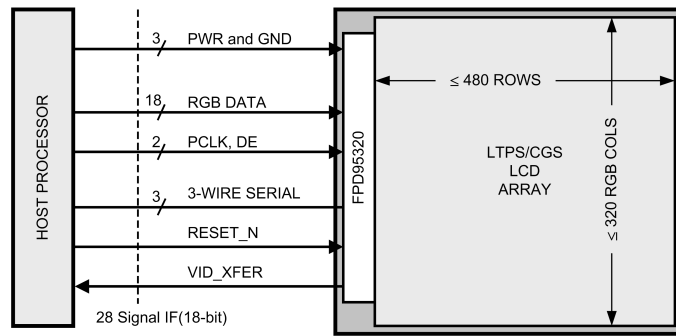 3 PWR and GND
18 RGB DATA
2 PCLK, DE
3 3-WIRE SERIAL
RESET_N
VID_XFER
28 Signal IF(18-bit)
HOST PROCESSOR
FPD95320
≤ 480 ROWS
LTPS/CGS
LCD
ARRAY
≤ 320 RGB COLS